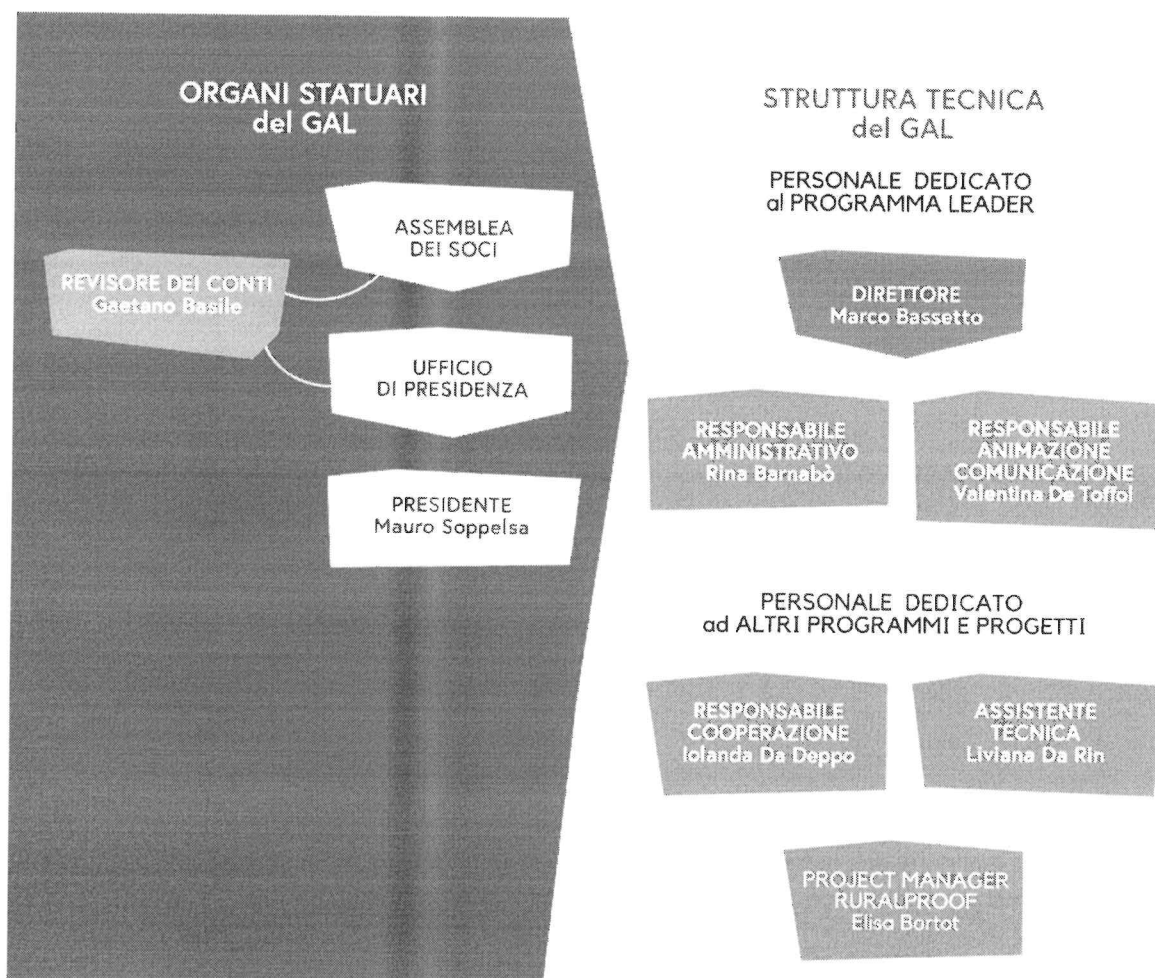 ORGANI STATUARI
del GAL
ASSEMBLEA
DEI SOCI
REVISORE DEI CONTI
Gaetano Basile
UFFICIO
DI PRESIDENZA
PRESIDENTE
Mauro Soppelsa
STRUTTURA TECNICA
del GAL
PERSONALE DEDICATO
al PROGRAMMA LEADER
DIRETTORE
Marco Bassetto
RESPONSABILE
AMMINISTRATIVO
Rina Barnabò
RESPONSABILE
ANIMAZIONE
COMUNICAZIONE
Valentina De Toffol
PERSONALE DEDICATO
ad ALTRI PROGRAMMI E PROGETTI
RESPONSABILE
COOPERAZIONE
Iolanda Da Deppo
ASSISTENTE
TECNICA
Liviana Da Rin
PROJECT MANAGER
RURALPROOF
Elisa Bortot